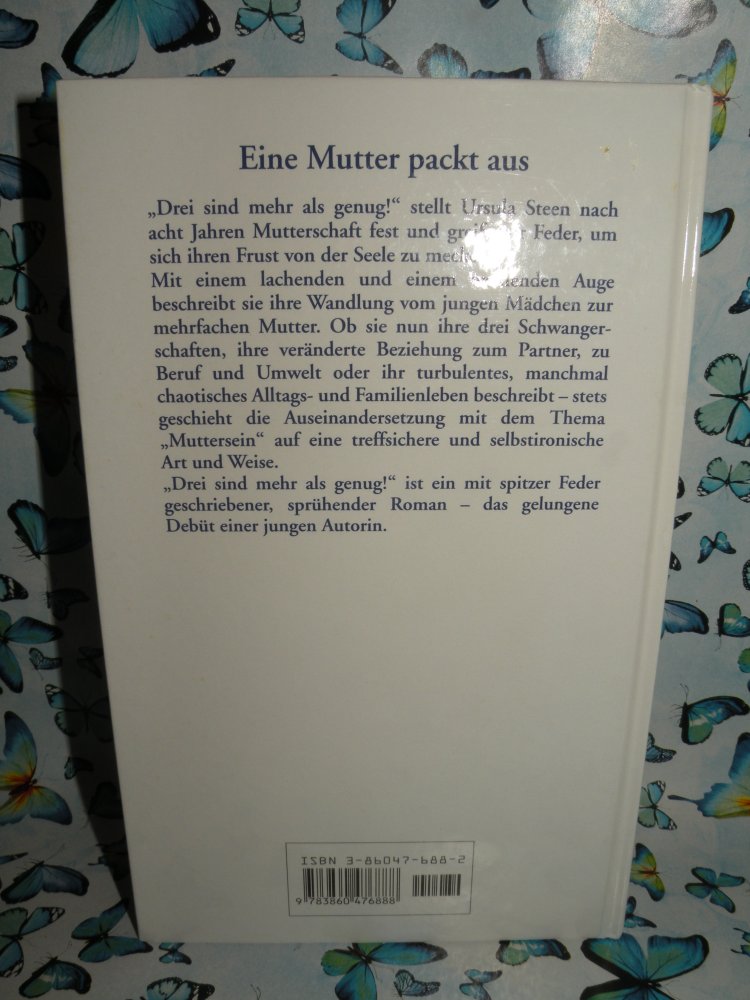 Eine Mutter packt aus
„Drei sind mehr als genug!“ stellt Ursula Steen nach
acht Jahren Mutterschaft fest und Feder, um
sich ihren Frust von der Seele zu
Mit einem lachenden und einem Auge
beschreibt sie ihre Wandlung vom jungen Mädchen zur
mehrfachen Mutter. Ob sie nun ihre drei Schwanger-
schaften, ihre veränderte Beziehung zum Partner, zu
Beruf und Umwelt oder ihr turbulentes, manchmal
chaotisches Alltags- und Familienleben beschreibt – stets
geschieht die Auseinandersetzung mit dem Thema
„Muttersein“ auf eine treffsichere und selbstironische
Art und Weise.
„Drei sind mehr als genug!“ ist ein mit spitzer Feder
geschriebener, sprühender Roman – das gelungene
Debüt einer jungen Autorin.
ISBN 3-86047-688-2
9 783860 476888